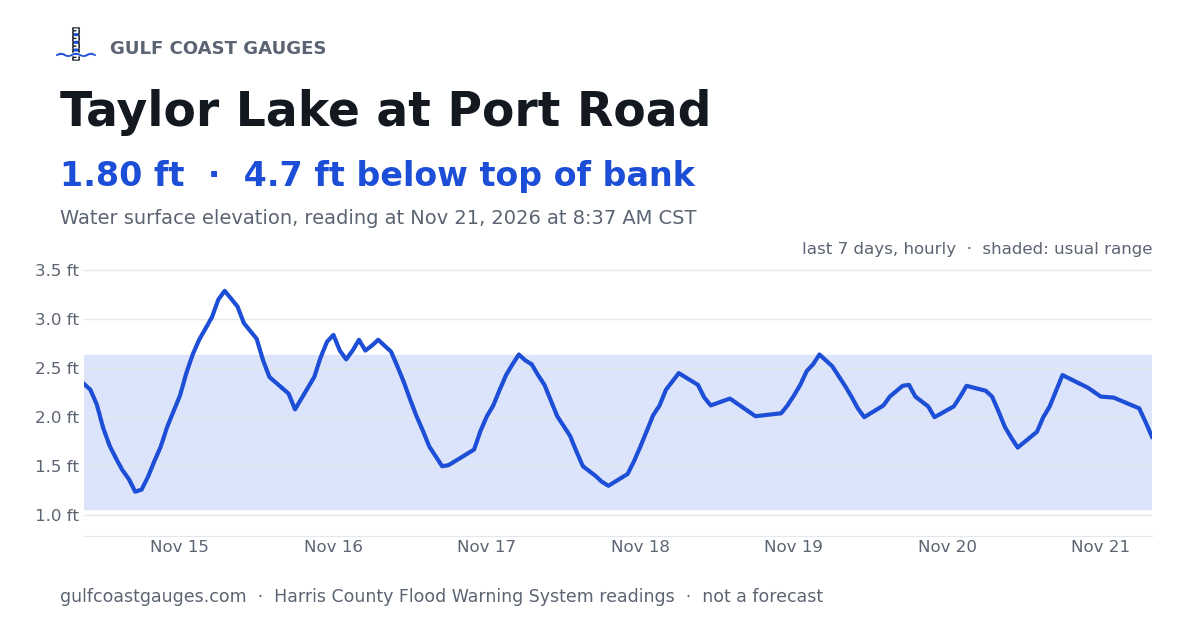 GULF COAST GAUGES
Taylor Lake at Port Road
1.80 ft · 4.7 ft below top of bank
Water surface elevation, reading at Nov 21, 2026 at 8:37 AM CST
last 7 days, hourly · shaded: usual range
3.5 ft
3.0 ft
2.5 ft
2.0 ft
1.5 ft
1.0 ft
Nov 15 Nov 16 Nov 17 Nov 18 Nov 19 Nov 20 Nov 21
gulfcoastgauges.com · Harris County Flood Warning System readings · not a forecast